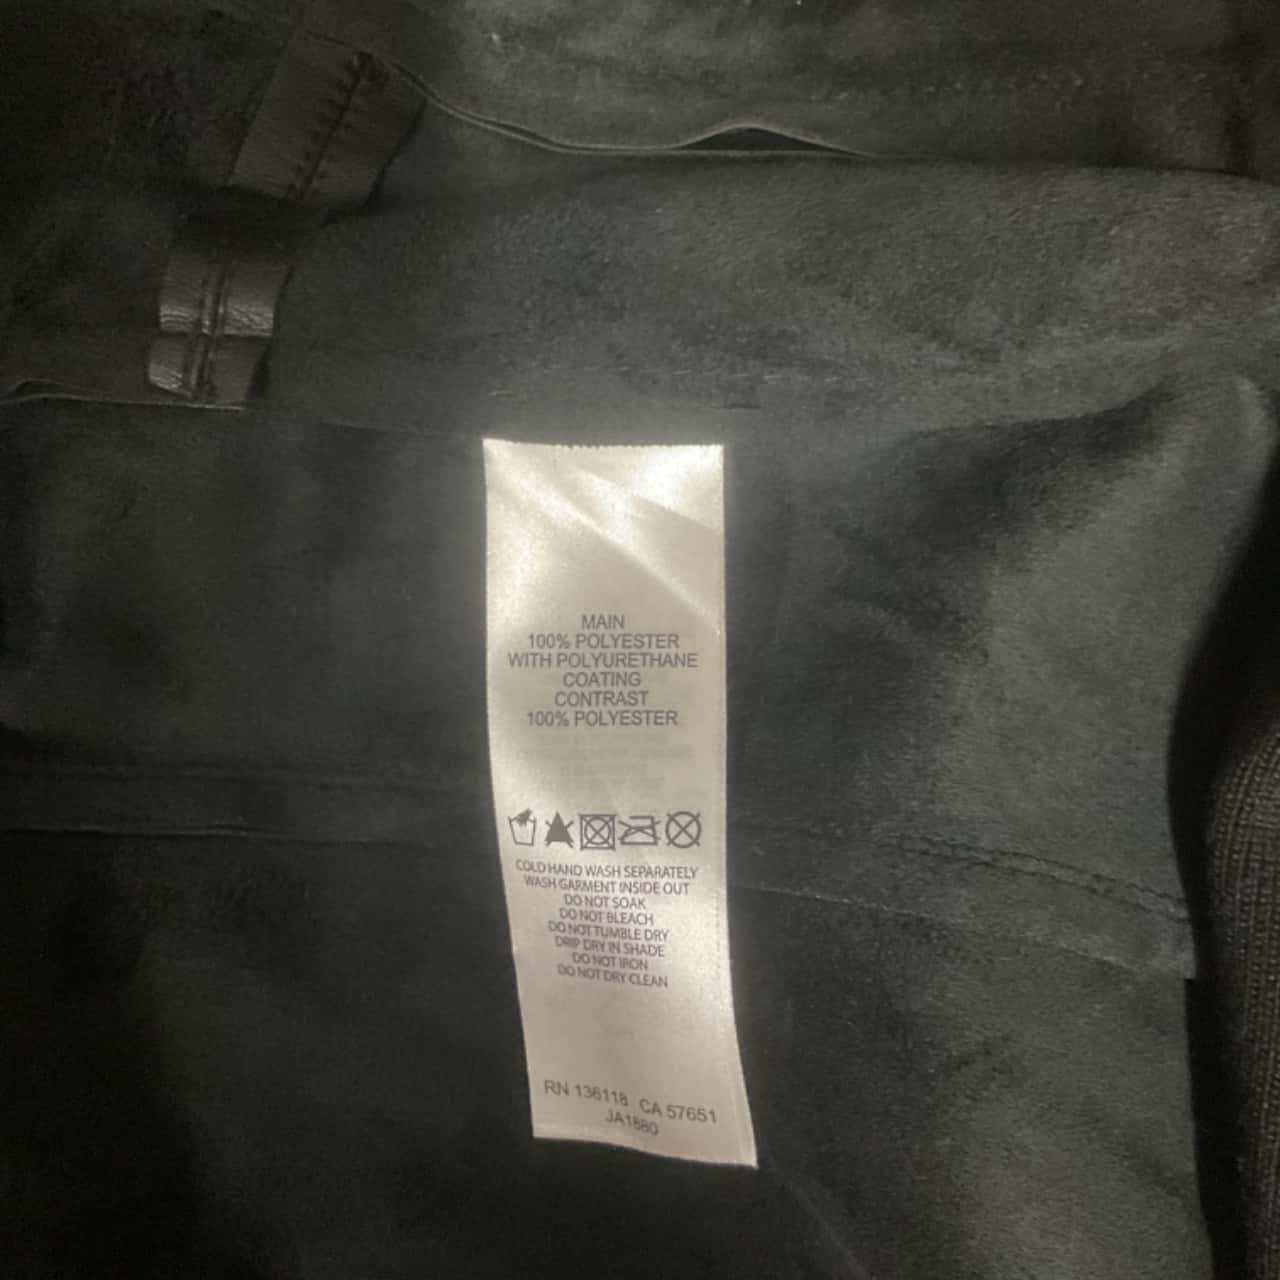 MAIN
100% POLYESTER
WITH POLYURETHANE
COATING
CONTRAST
100% POLYESTER
COLD HAND WASH SEPARATELY
WASH GARMENT INSIDE OUT
DO NOT SOAK
DO NOT BLEACH
DO NOT TUMBLE DRY
DRIP DRY IN SHADE
DO NOT IRON
DO NOT DRY CLEAN
RN 136118 CA 57651
JA1880